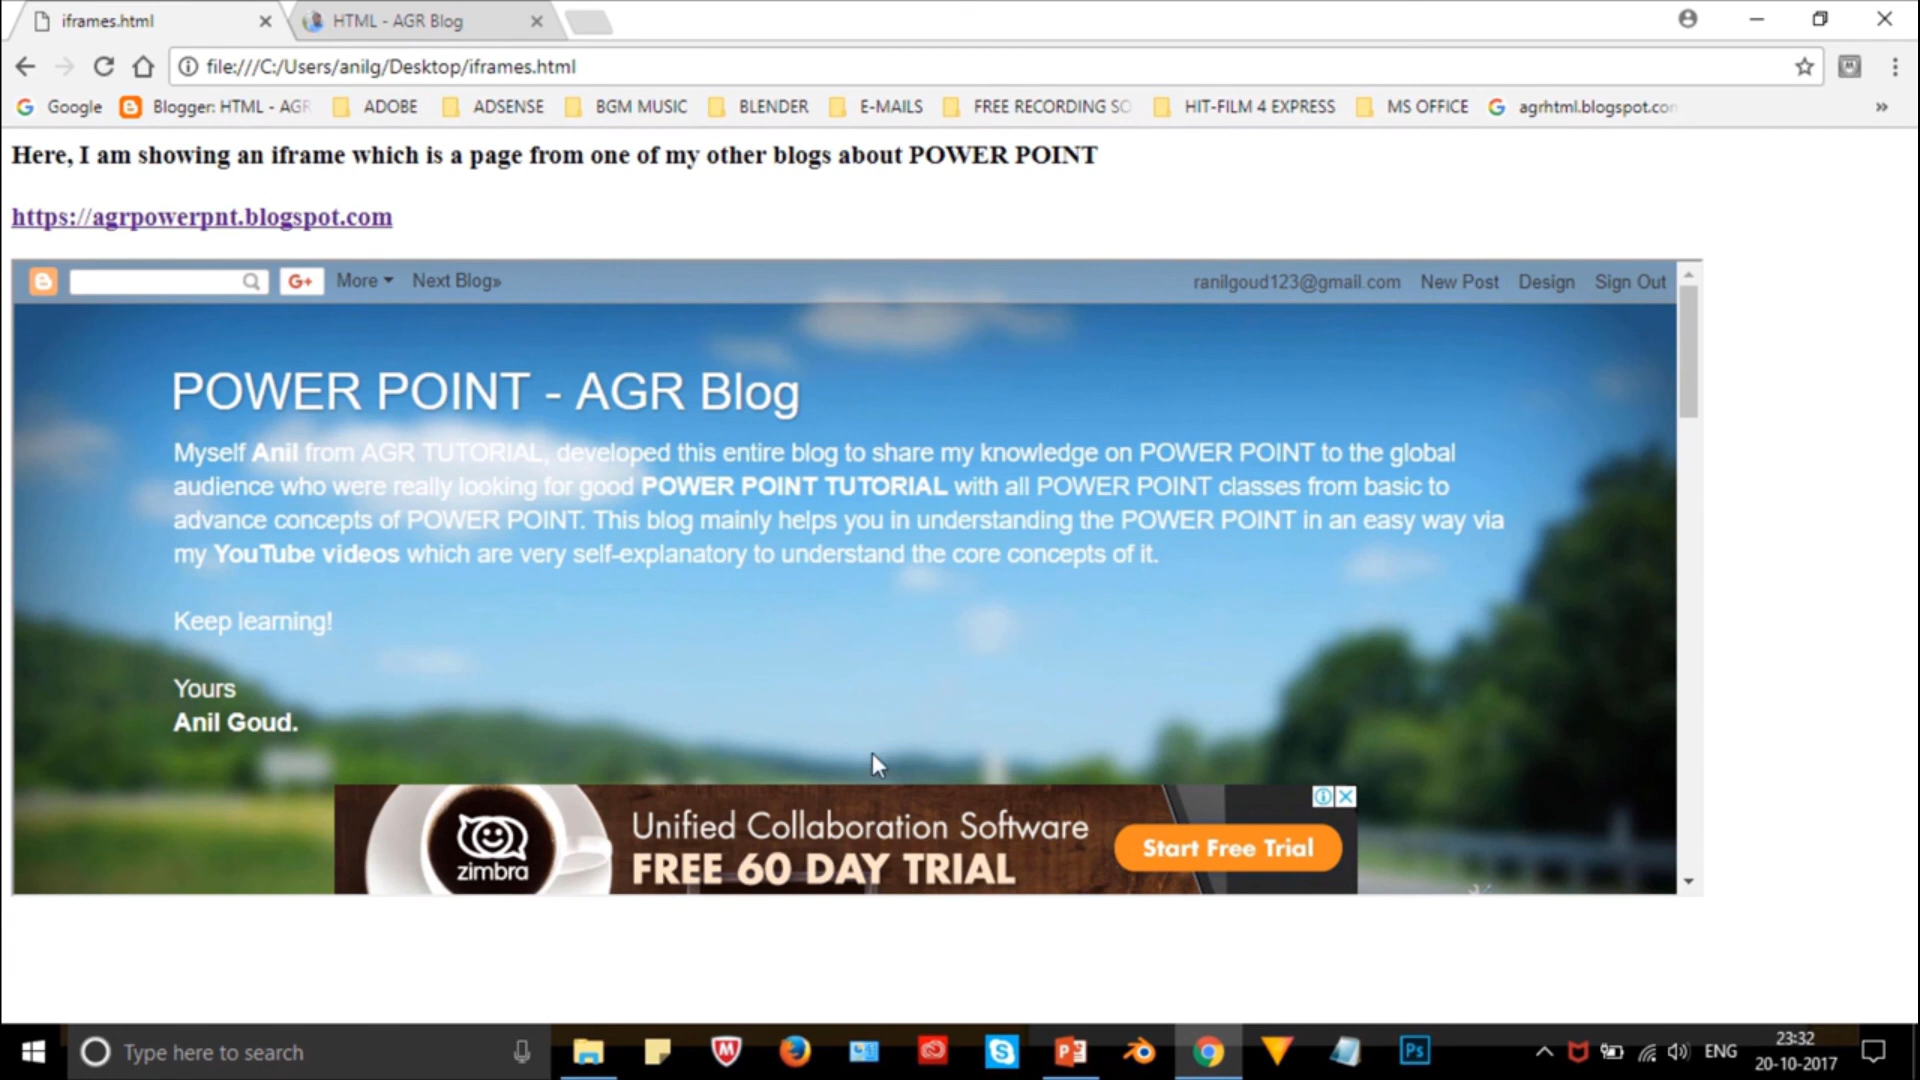 iframes.html
HTML - AGR Blog
file:///C:/Users/anilg/Desktop/iframes.html
Google
Blogger: HTML - AGR
ADOBE
ADSENSE
BGM MUSIC
BLENDER
E-MAILS
FREE RECORDING SO
HIT-FILM 4 EXPRESS
MS OFFICE
agrhtml.blogspot.com
»
Here, I am showing an iframe which is a page from one of my other blogs about POWER POINT
https://agrpowerpnt.blogspot.com
G+
More
Next Blog»
ranilgoud123@gmail.com
New Post
Design
Sign Out
POWER POINT - AGR Blog
Myself Anil from AGR TUTORIAL, developed this entire blog to share my knowledge on POWER POINT to the global
audience who were really looking for good POWER POINT TUTORIAL with all POWER POINT classes from basic to
advance concepts of POWER POINT. This blog mainly helps you in understanding the POWER POINT in an easy way via
my YouTube videos which are very self-explanatory to understand the core concepts of it.
Keep learning!
Yours
Anil Goud.
zimbra
Unified Collaboration Software
FREE 60 DAY TRIAL
Start Free Trial
Type here to search
Ps
ENG
23:32
20-10-2017